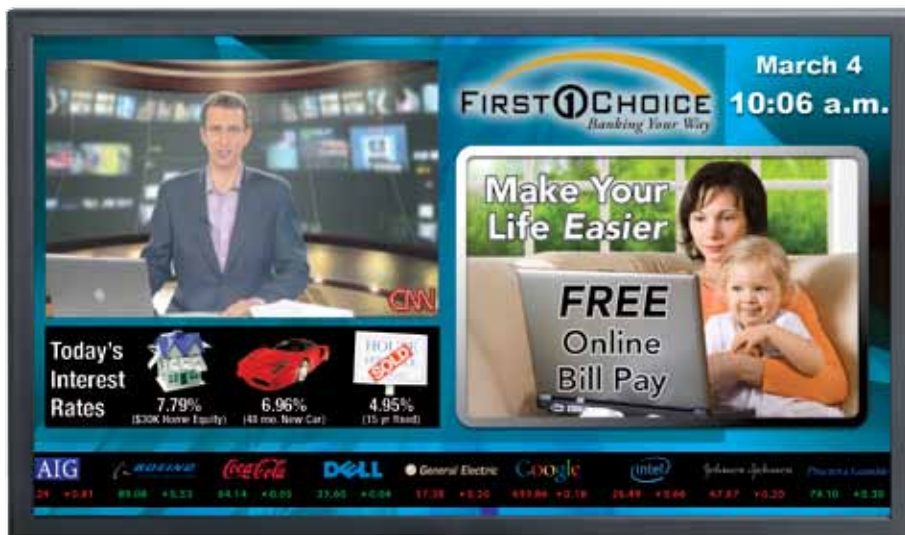 March 4
10:06 a.m.
FIRST 1 CHOICE
Banking Your Way
Make Your
Life Easier
FREE
Online
Bill Pay
CNN
Today's
Interest
Rates
7.79%
($30K Home Equity)
6.96%
(48 mo. New Car)
4.95%
(15 yr fixed)
HOUSE
SOLD
AIG BOEING Coca-Cola DELL General Electric Google intel Johnson & Johnson